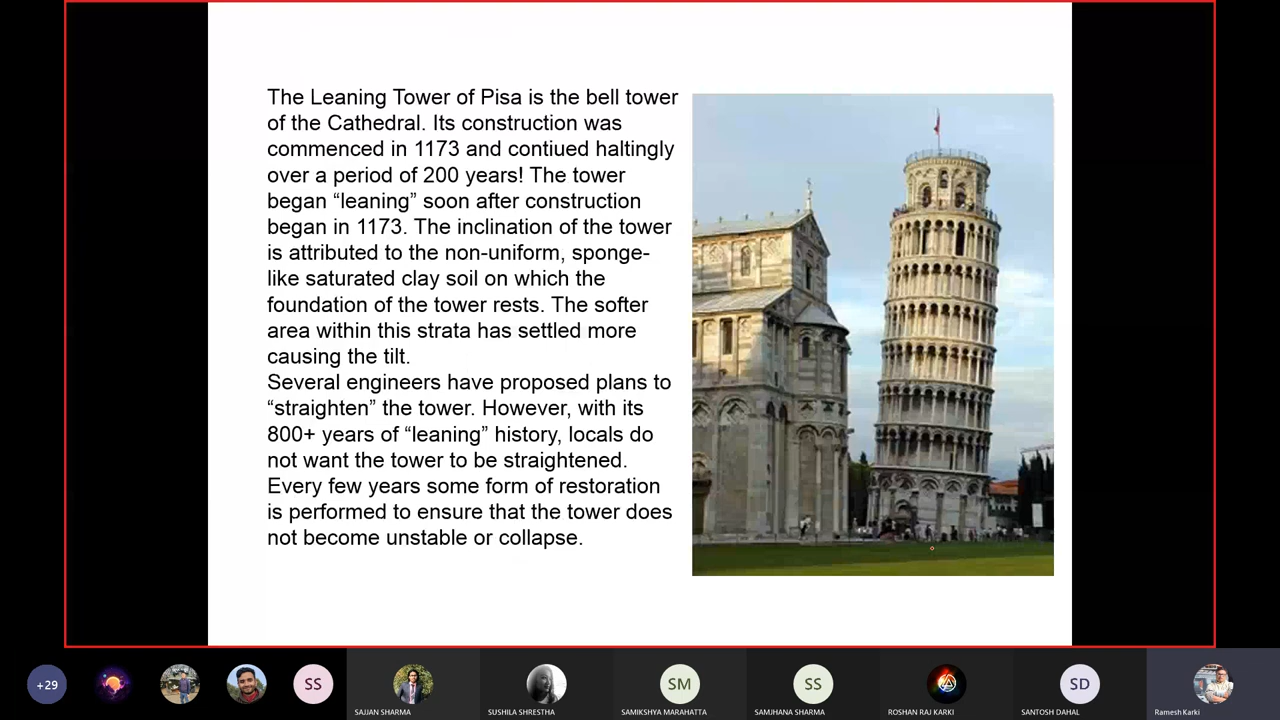 The Leaning Tower of Pisa is the bell tower
of the Cathedral. Its construction was
commenced in 1173 and contiued haltingly
over a period of 200 years! The tower
began “leaning” soon after construction
began in 1173. The inclination of the tower
is attributed to the non-uniform, sponge-
like saturated clay soil on which the
foundation of the tower rests. The softer
area within this strata has settled more
causing the tilt.
Several engineers have proposed plans to
“straighten” the tower. However, with its
800+ years of “leaning” history, locals do
not want the tower to be straightened.
Every few years some form of restoration
is performed to ensure that the tower does
not become unstable or collapse.
+29
SS
SAJJAN SHARMA
SUSHILA SHRESTHA
SM
SAMIKSHYA MARAHATTA
SS
SAMJHANA SHARMA
ROSHAN RAJ KARKI
SD
SANTOSH DAHAL
Ramesh Karki